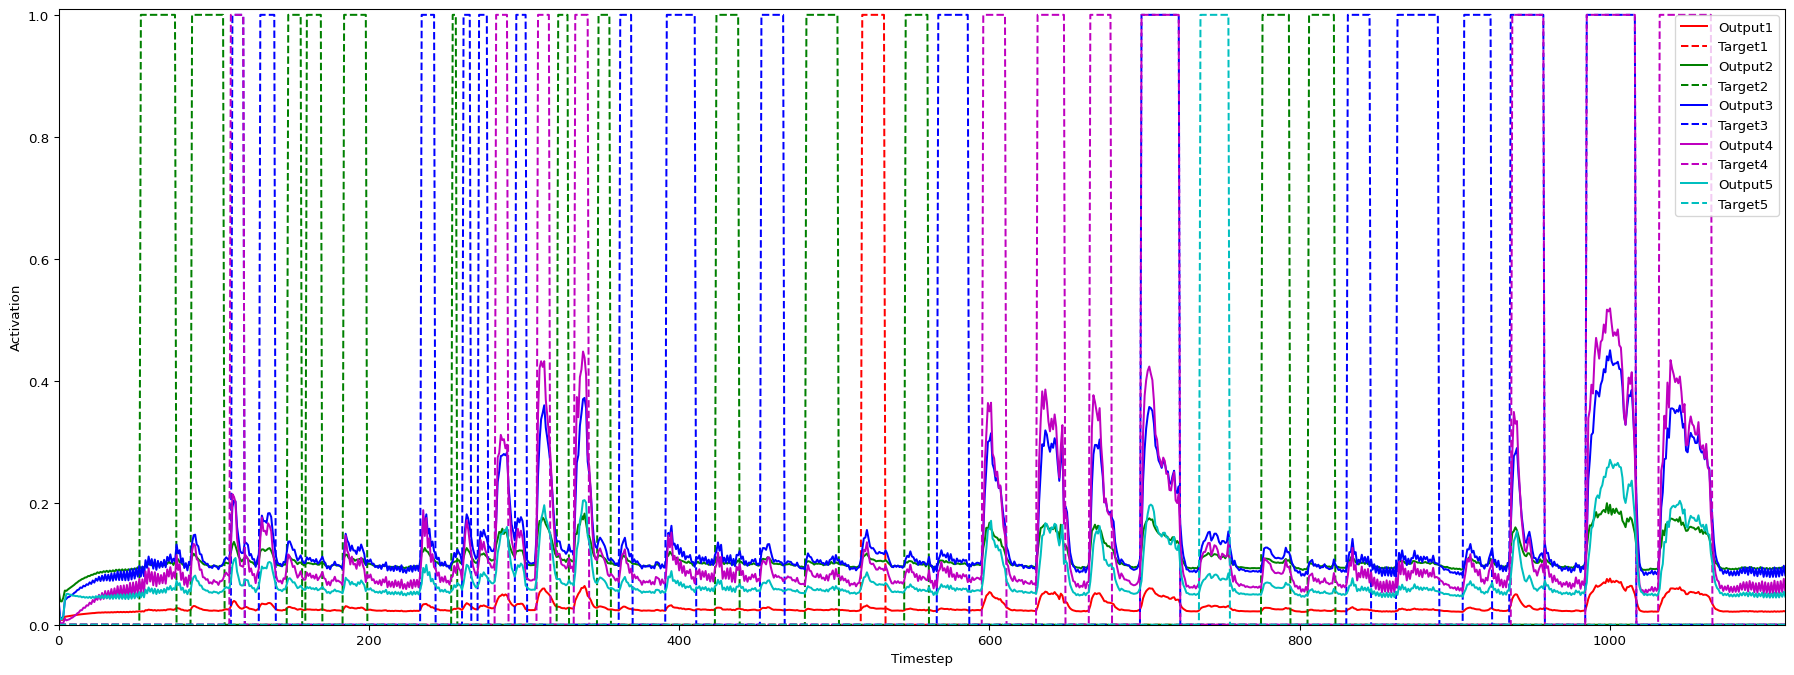 1.0
0.8
0.6
0.4
0.2
0.0
Activation
0
200
400
600
800
1000
Timestep
Output1
Target1
Output2
Target2
Output3
Target3
Output4
Target4
Output5
Target5